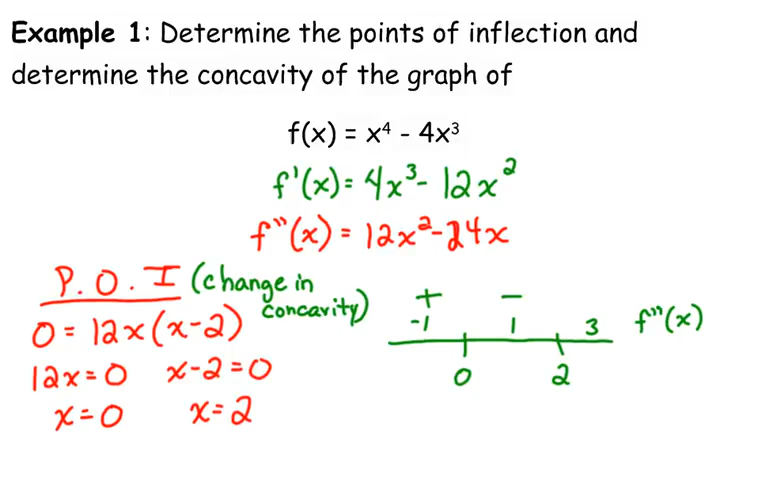 Example 1: Determine the points of inflection and
determine the concavity of the graph of
f(x) = x⁴ - 4x³
f'(x) = 4x³ - 12x²
f"(x) = 12x² - 24x
P.O.I (change in
concavity)
0 = 12x(x-2)
12x=0 x-2=0
x=0 x=2
+ -
-1 1 3 f"(x)
0 2